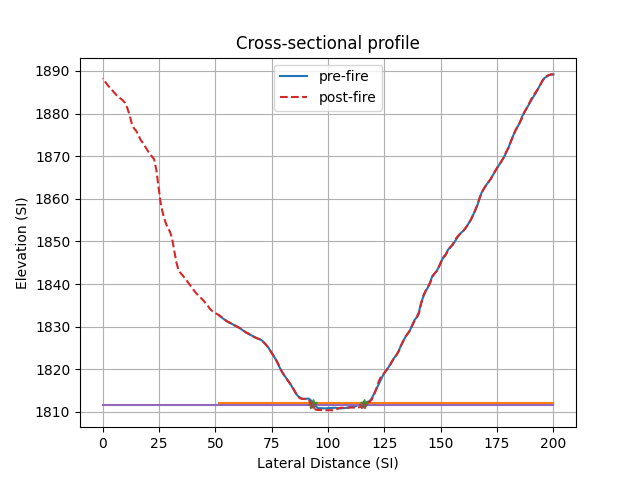 Cross-sectional profile
pre-fire
post-fire
Elevation (SI)
1890
1880
1870
1860
1850
1840
1830
1820
1810
0 25 50 75 100 125 150 175 200
Lateral Distance (SI)